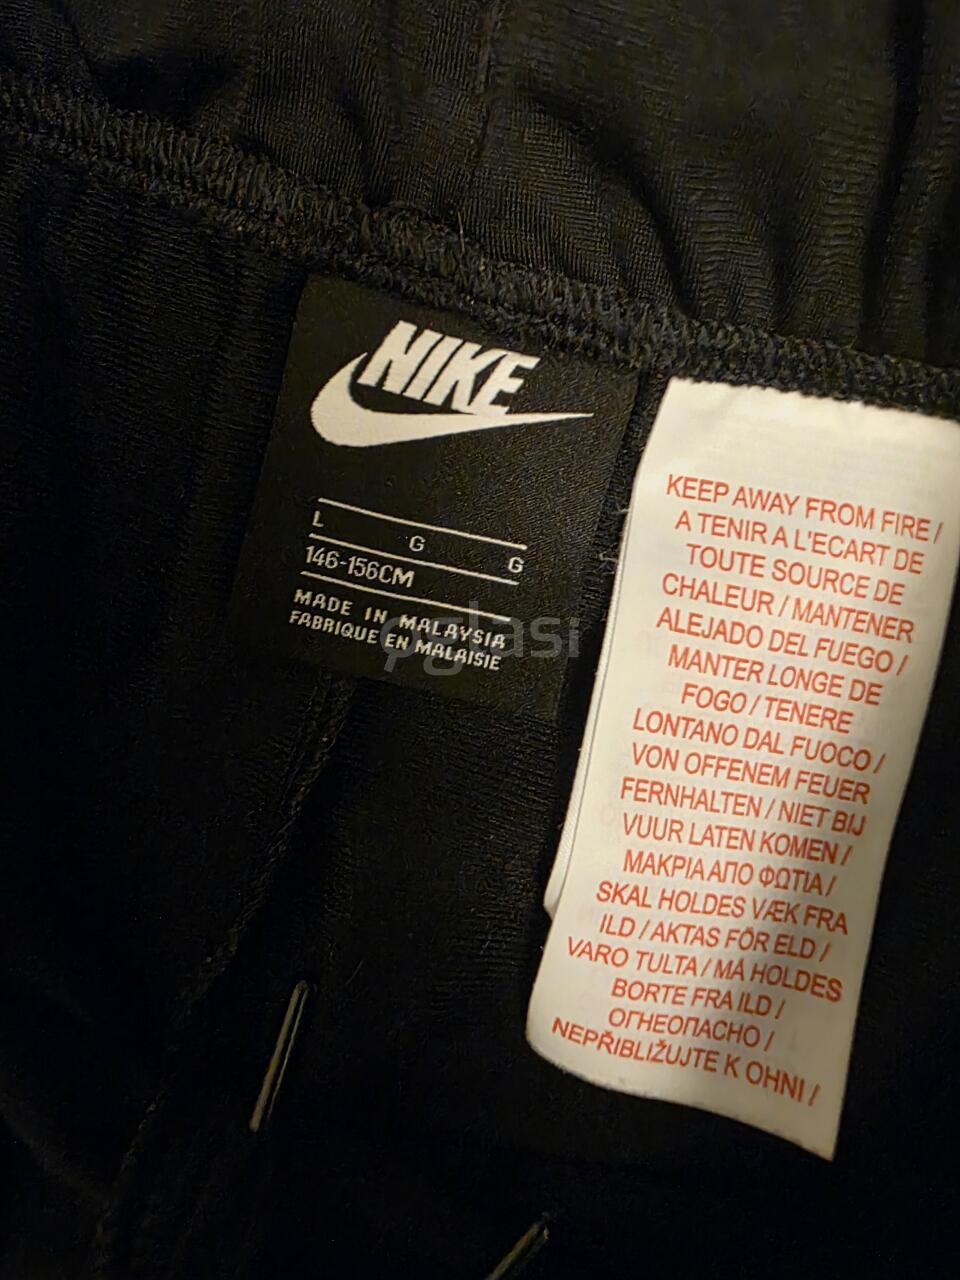 NIKE
L G G
146-156CM
MADE IN MALAYSIA
FABRIQUE EN MALAISIE
oglasi
KEEP AWAY FROM FIRE /
A TENIR A L'ECART DE
TOUTE SOURCE DE
CHALEUR / MANTENER
ALEJADO DEL FUEGO /
MANTER LONGE DE
FOGO / TENERE
LONTANO DAL FUOCO /
VON OFFENEM FEUER
FERNHALTEN / NIET BIJ
VUUR LATEN KOMEN /
ΜΑΚΡΙΑ ΑΠΟ ΦΩΤΙΑ /
SKAL HOLDES VÆK FRA
ILD / AKTAS FÖR ELD /
VARO TULTA / MÅ HOLDES
BORTE FRA ILD /
ОГНЕОПАСНО /
NEPŘIBLIŽUJTE K OHNI /